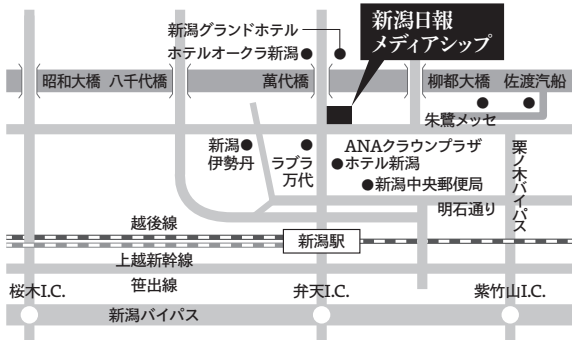 新潟日報
メディアシップ
新潟グランドホテル
ホテルオークラ新潟
昭和大橋
八千代橋
萬代橋
柳都大橋
佐渡汽船
朱鷺メッセ
新潟
伊勢丹
ラブラ
万代
ANAクラウンプラザ
ホテル新潟
新潟中央郵便局
栗ノ木バイパス
明石通り
越後線
新潟駅
上越新幹線
笹出線
桜木I.C.
弁天I.C.
紫竹山I.C.
新潟バイパス